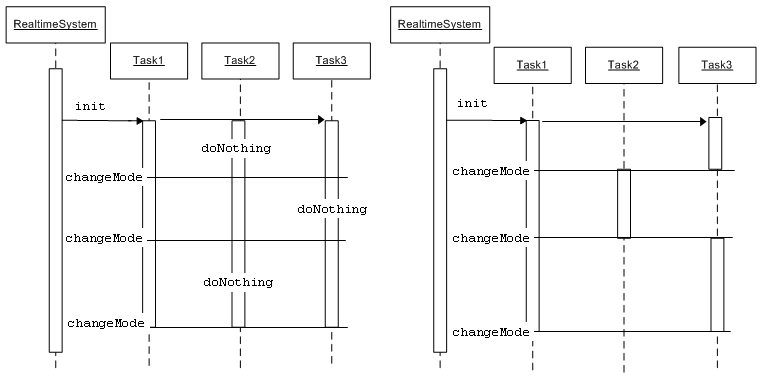 RealtimeSystem
Task1
Task2
Task3
init
doNothing
changeMode
doNothing
changeMode
doNothing
changeMode
RealtimeSystem
Task1
Task2
Task3
init
changeMode
changeMode
changeMode